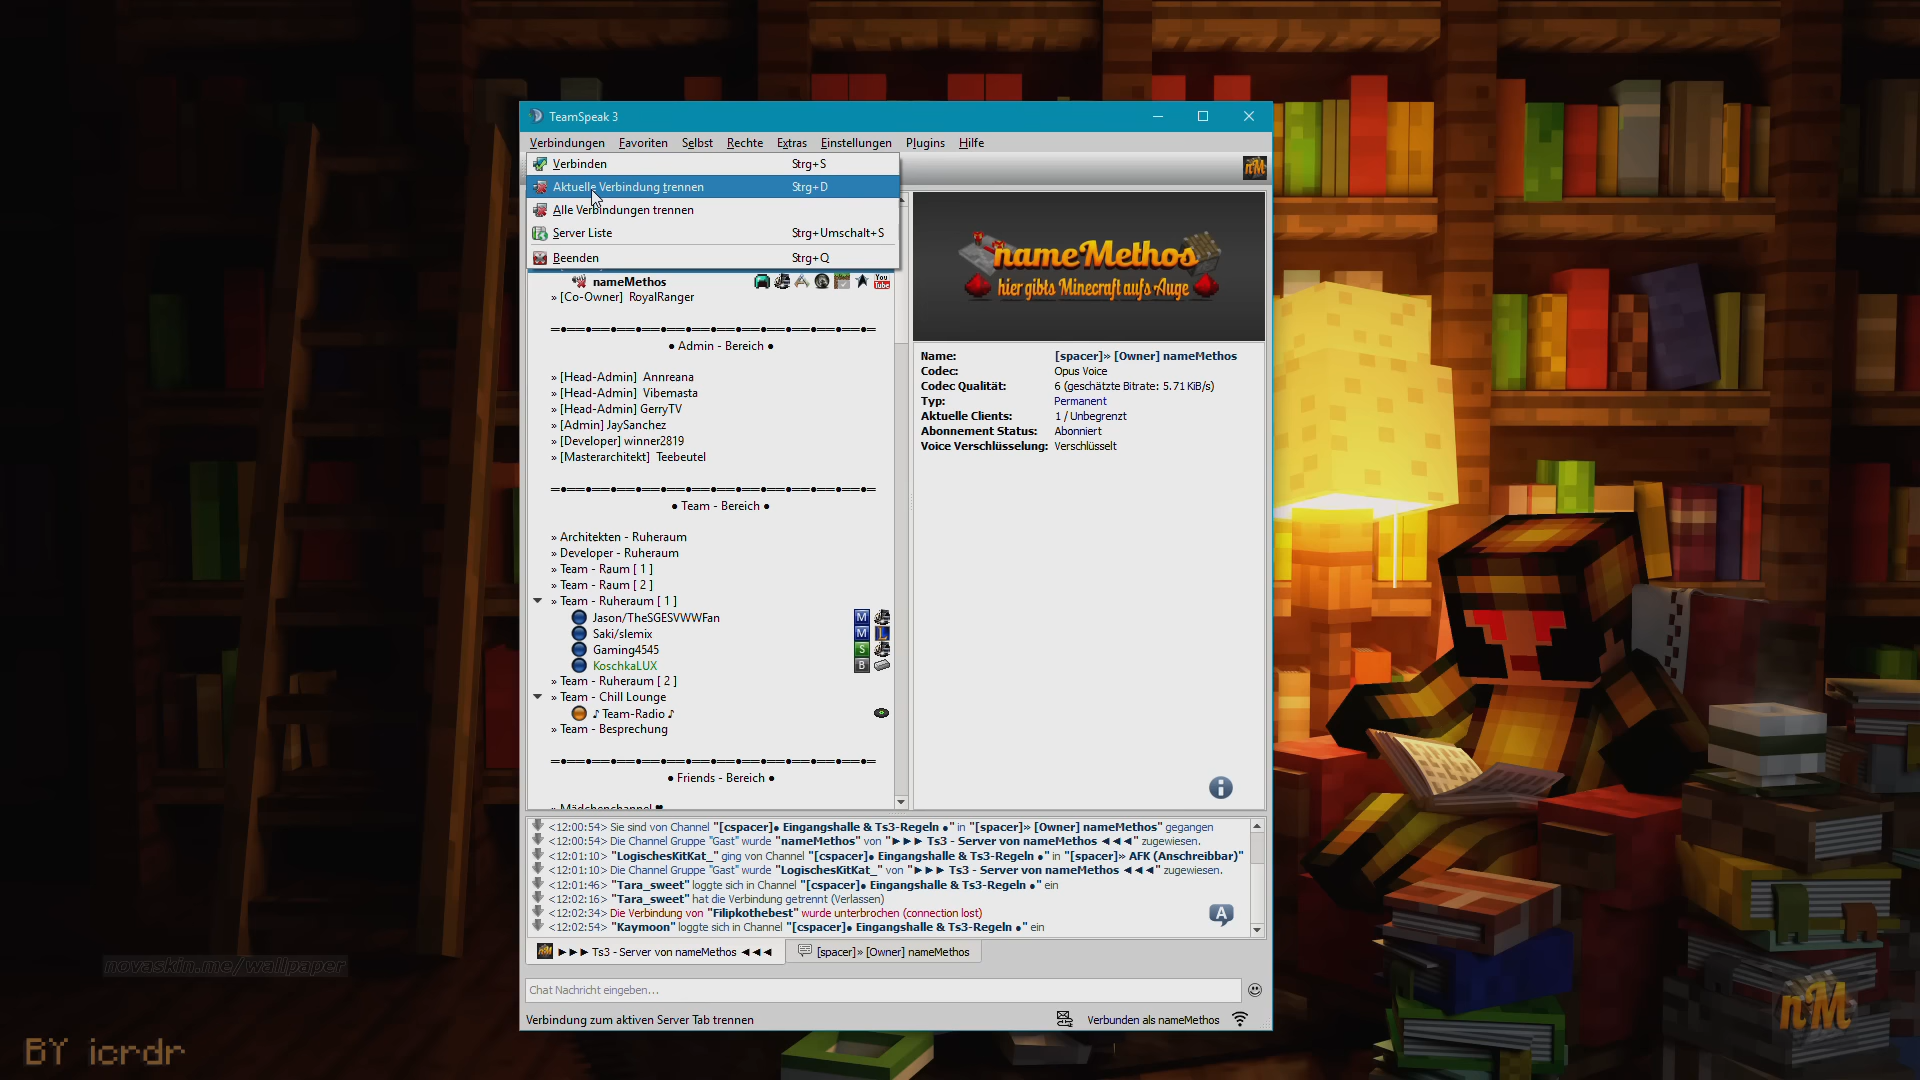 TeamSpeak 3
Verbindungen Favoriten Selbst Rechte Extras Einstellungen Plugins Hilfe
Verbinden Strg+S
Aktuelle Verbindung trennen Strg+D
Alle Verbindungen trennen
Server Liste Strg+Umschalt+S
Beenden Strg+Q
nameMethos
» [Co-Owner] RoyalRanger
● Admin - Bereich ●
» [Head-Admin] Annreana
» [Head-Admin] Vibemasta
» [Head-Admin] GerryTV
» [Admin] JaySanchez
» [Developer] winner2819
» [Masterarchitekt] Teebeutel
● Team - Bereich ●
» Architekten - Ruheraum
» Developer - Ruheraum
» Team - Raum [ 1 ]
» Team - Raum [ 2 ]
» Team - Ruheraum [ 1 ]
Jason/TheSGESVWWFan M
Saki/slemix M L
Gaming4545 S
KoschkaLUX B
» Team - Ruheraum [ 2 ]
» Team - Chill Lounge
♪ Team-Radio ♪
» Team - Besprechung
● Friends - Bereich ●
» Mädchenchannel ♥
nM
nameMethos
hier gibts Minecraft aufs Auge
Name: [spacer]» [Owner] nameMethos
Codec: Opus Voice
Codec Qualität: 6 (geschätzte Bitrate: 5.71 KiB/s)
Typ: Permanent
Aktuelle Clients: 1 / Unbegrenzt
Abonnement Status: Abonniert
Voice Verschlüsselung: Verschlüsselt
<12:00:54> Sie sind von Channel "[cspacer]● Eingangshalle & Ts3-Regeln ●" in "[spacer]» [Owner] nameMethos" gegangen
<12:00:54> Die Channel Gruppe "Gast" wurde "nameMethos" von "►►► Ts3 - Server von nameMethos ◄◄◄" zugewiesen.
<12:01:10> "LogischesKitKat_" ging von Channel "[cspacer]● Eingangshalle & Ts3-Regeln ●" in "[spacer]» AFK (Anschreibbar)"
<12:01:10> Die Channel Gruppe "Gast" wurde "LogischesKitKat_" von "►►► Ts3 - Server von nameMethos ◄◄◄" zugewiesen.
<12:01:46> "Tara_sweet" loggte sich in Channel "[cspacer]● Eingangshalle & Ts3-Regeln ●" ein
<12:02:16> "Tara_sweet" hat die Verbindung getrennt (Verlassen)
<12:02:34> Die Verbindung von "Filipkothebest" wurde unterbrochen (connection lost)
<12:02:54> "Kaymoon" loggte sich in Channel "[cspacer]● Eingangshalle & Ts3-Regeln ●" ein
►►► Ts3 - Server von nameMethos ◄◄◄ [spacer]» [Owner] nameMethos
Chat Nachricht eingeben...
Verbindung zum aktiven Server Tab trennen Verbunden als nameMethos
novaskin.me/wallpaper
BY icrdr
nM